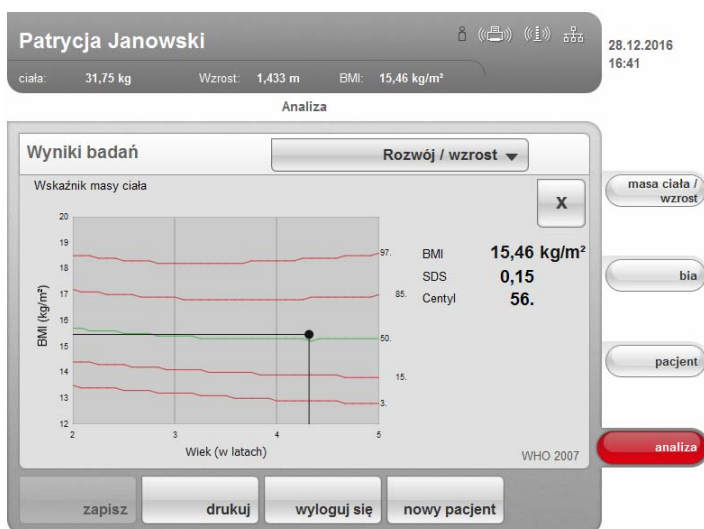 Patrycja Janowski
28.12.2016
16:41
ciała: 31,75 kg Wzrost: 1,433 m BMI: 15,46 kg/m²
Analiza
Wyniki badań
Rozwój / wzrost
Wskaźnik masy ciała
X
masa ciała /
wzrost
bia
pacjent
analiza
BMI 15,46 kg/m²
SDS 0,15
Centyl 56.
BMI (kg/m²)
20
19
18
17
16
15
14
13
12
97.
85.
50.
15.
3.
2 3 4 5
Wiek (w latach)
WHO 2007
zapisz drukuj wyloguj się nowy pacjent